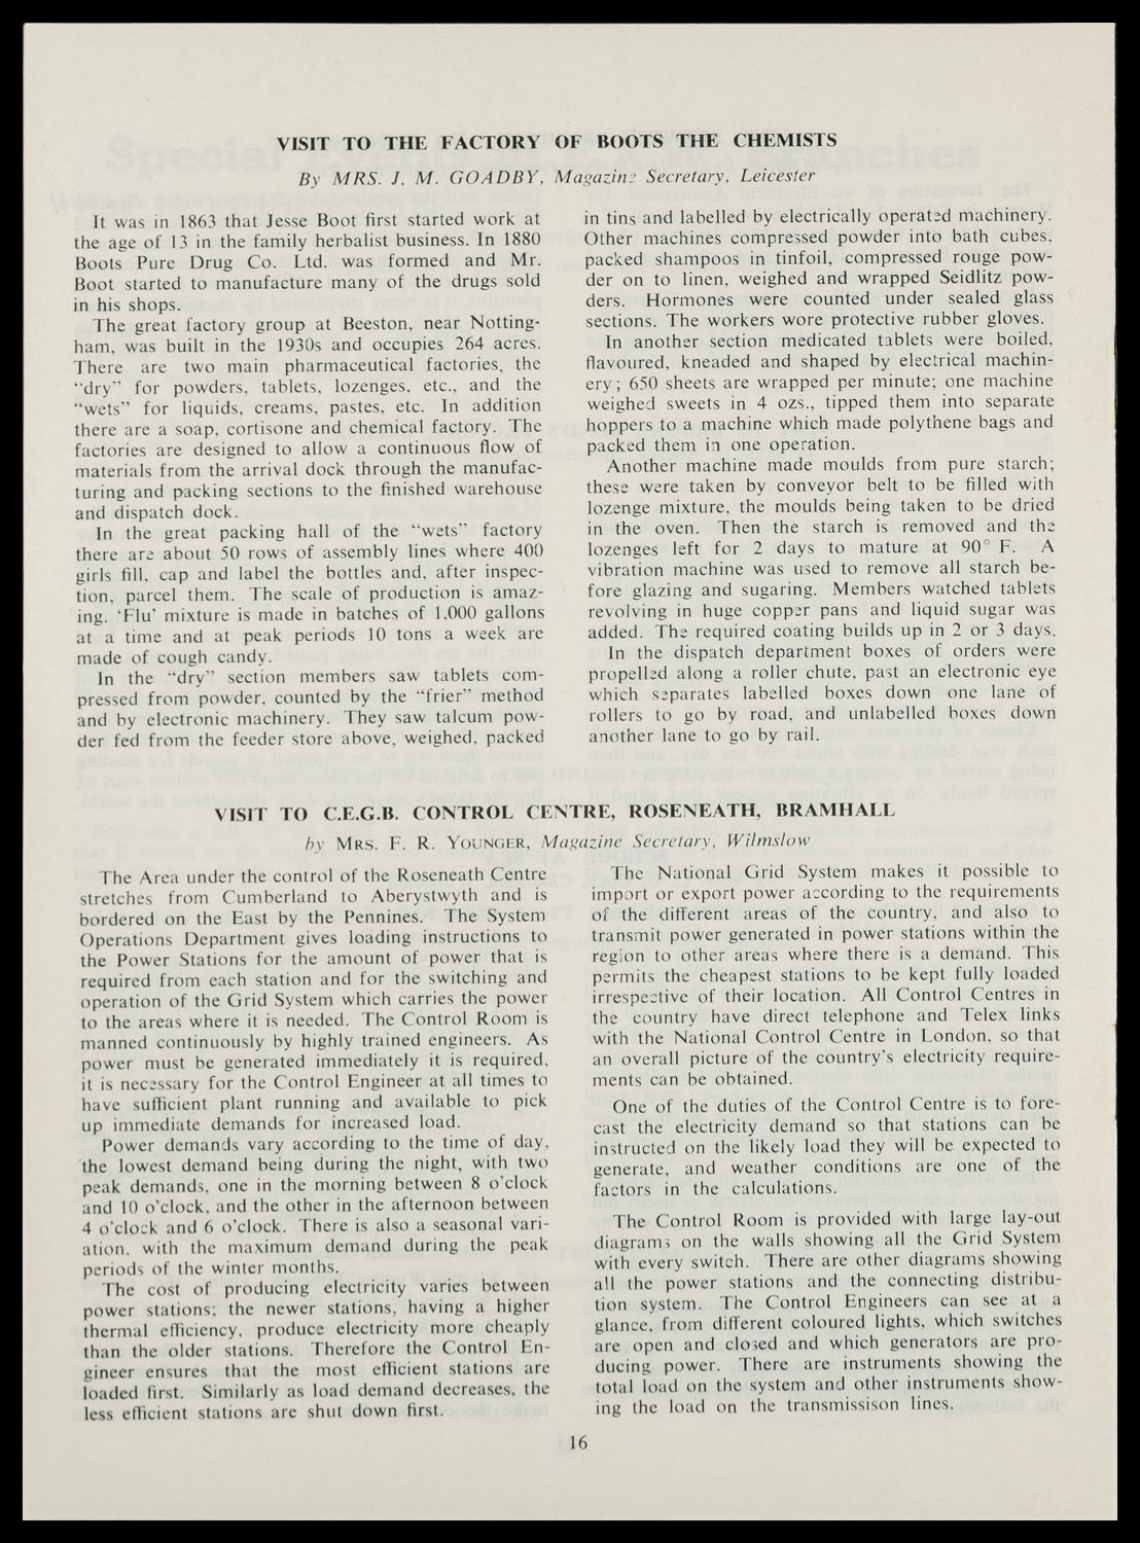 VISIT TO THE FACTORY OF BOOTS THE CHEMISTS
By MRS. J. M. GOADBY, Magazine Secretary, Leicester
It was in 1863 that Jesse Boot first started work at
the age of 13 in the family herbalist business. In 1880
Boots Pure Drug Co. Ltd. was formed and Mr.
Boot started to manufacture many of the drugs sold
in his shops.
The great factory group at Beeston, near Notting-
ham, was built in the 1930s and occupies 264 acres.
There are two main pharmaceutical factories, the
"dry" for powders, tablets, lozenges, etc., and the
"wets" for liquids, creams, pastes, etc. In addition
there are a soap, cortisone and chemical factory. The
factories are designed to allow a continuous flow of
materials from the arrival dock through the manufac-
turing and packing sections to the finished warehouse
and dispatch dock.
In the great packing hall of the "wets" factory
there are about 50 rows of assembly lines where 400
girls fill, cap and label the bottles and, after inspec-
tion, parcel them. The scale of production is amaz-
ing. 'Flu' mixture is made in batches of 1,000 gallons
at a time and at peak periods 10 tons a week are
made of cough candy.
In the "dry" section members saw tablets com-
pressed from powder, counted by the "frier" method
and by electronic machinery. They saw talcum pow-
der fed from the feeder store above, weighed, packed
in tins and labelled by electrically operated machinery.
Other machines compressed powder into bath cubes,
packed shampoos in tinfoil, compressed rouge pow-
der on to linen, weighed and wrapped Seidlitz pow-
ders. Hormones were counted under sealed glass
sections. The workers wore protective rubber gloves.
In another section medicated tablets were boiled,
flavoured, kneaded and shaped by electrical machin-
ery; 650 sheets are wrapped per minute; one machine
weighed sweets in 4 ozs., tipped them into separate
hoppers to a machine which made polythene bags and
packed them in one operation.
Another machine made moulds from pure starch;
these were taken by conveyor belt to be filled with
lozenge mixture, the moulds being taken to be dried
in the oven. Then the starch is removed and the
lozenges left for 2 days to mature at 90° F. A
vibration machine was used to remove all starch be-
fore glazing and sugaring. Members watched tablets
revolving in huge copper pans and liquid sugar was
added. The required coating builds up in 2 or 3 days.
In the dispatch department boxes of orders were
propelled along a roller chute, past an electronic eye
which separates labelled boxes down one lane of
rollers to go by road, and unlabelled boxes down
another lane to go by rail.
VISIT TO C.E.G.B. CONTROL CENTRE, ROSENEATH, BRAMHALL
by MRS. F. R. YOUNGER, Magazine Secretary, Wilmslow
The Area under the control of the Roseneath Centre
stretches from Cumberland to Aberystwyth and is
bordered on the East by the Pennines. The System
Operations Department gives loading instructions to
the Power Stations for the amount of power that is
required from each station and for the switching and
operation of the Grid System which carries the power
to the areas where it is needed. The Control Room is
manned continuously by highly trained engineers. As
power must be generated immediately it is required,
it is necessary for the Control Engineer at all times to
have sufficient plant running and available to pick
up immediate demands for increased load.
Power demands vary according to the time of day,
the lowest demand being during the night, with two
peak demands, one in the morning between 8 o'clock
and 10 o'clock, and the other in the afternoon between
4 o'clock and 6 o'clock. There is also a seasonal vari-
ation, with the maximum demand during the peak
periods of the winter months.
The cost of producing electricity varies between
power stations; the newer stations, having a higher
thermal efficiency, produce electricity more cheaply
than the older stations. Therefore the Control En-
gineer ensures that the most efficient stations are
loaded first. Similarly as load demand decreases, the
less efficient stations are shut down first.
The National Grid System makes it possible to
import or export power according to the requirements
of the different areas of the country, and also to
transmit power generated in power stations within the
region to other areas where there is a demand. This
permits the cheapest stations to be kept fully loaded
irrespective of their location. All Control Centres in
the country have direct telephone and Telex links
with the National Control Centre in London, so that
an overall picture of the country's electricity require-
ments can be obtained.
One of the duties of the Control Centre is to fore-
cast the electricity demand so that stations can be
instructed on the likely load they will be expected to
generate, and weather conditions are one of the
factors in the calculations.
The Control Room is provided with large lay-out
diagrams on the walls showing all the Grid System
with every switch. There are other diagrams showing
all the power stations and the connecting distribu-
tion system. The Control Engineers can see at a
glance, from different coloured lights, which switches
are open and closed and which generators are pro-
ducing power. There are instruments showing the
total load on the system and other instruments show-
ing the load on the transmissison lines.
16